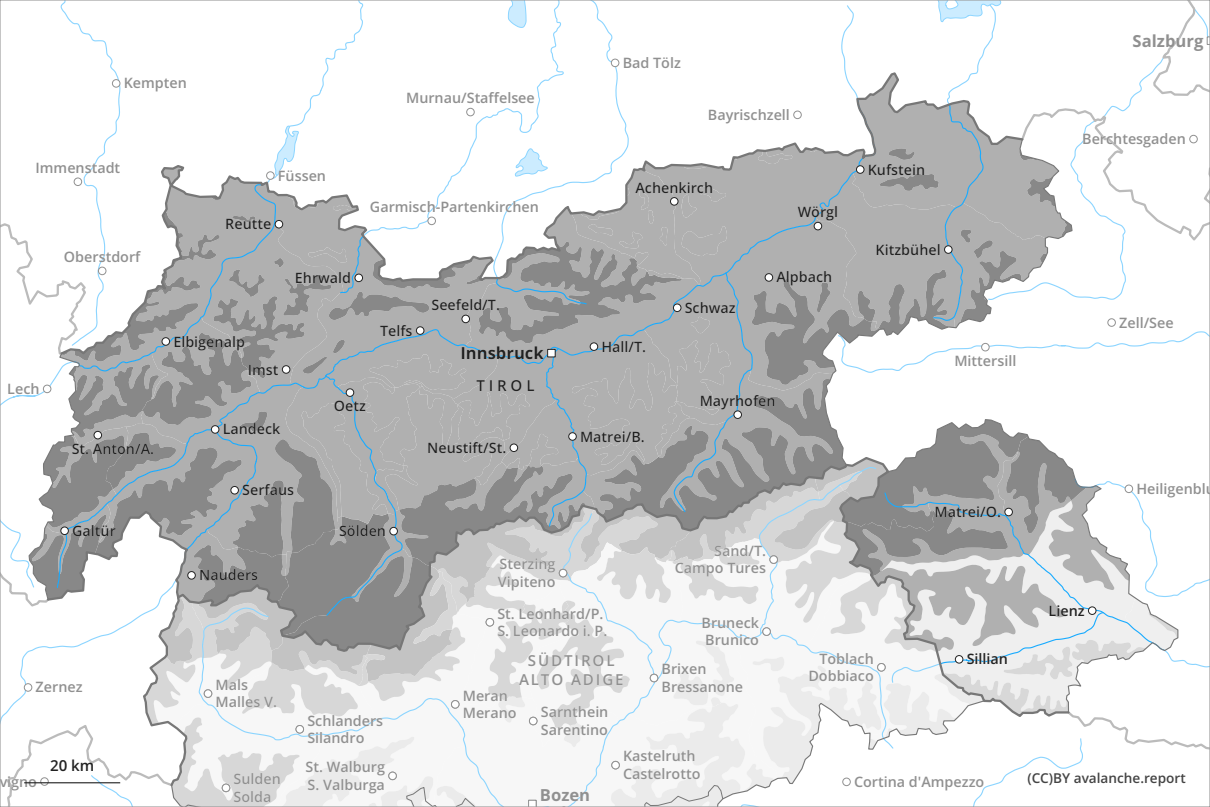 Salzburg
Bad Tölz
Kempten
Murnau/Staffelsee
Bayrischzell
Berchtesgaden
Immenstadt
Füssen
Kufstein
Achenkirch
Garmisch-Partenkirchen
Wörgl
Reutte
Kitzbühel
Oberstdorf
Ehrwald
Alpbach
Seefeld/T.
Schwaz
Telfs
Zell/See
Elbigenalp
Innsbruck
Hall/T.
Mittersill
Imst
TIROL
Lech
Oetz
Mayrhofen
Landeck
Matrei/B.
St. Anton/A.
Neustift/St.
Serfaus
Heiligenblu
Matrei/O.
Galtür
Sölden
Sand/T.
Campo Tures
Sterzing
Vipiteno
Nauders
Lienz
St. Leonhard/P.
S. Leonardo i. P.
Bruneck
Brunico
SÜDTIROL
ALTO ADIGE
Toblach
Dobbiaco
Sillian
Brixen
Bressanone
Zernez
Mals
Malles V.
Meran
Merano
Sarnthein
Sarentino
Schlanders
Silandro
Kastelruth
Castelrotto
20 km
St. Walburg
S. Valburga
vigno
Sulden
Solda
Cortina d'Ampezzo
(CC)BY avalanche.report
Bozen